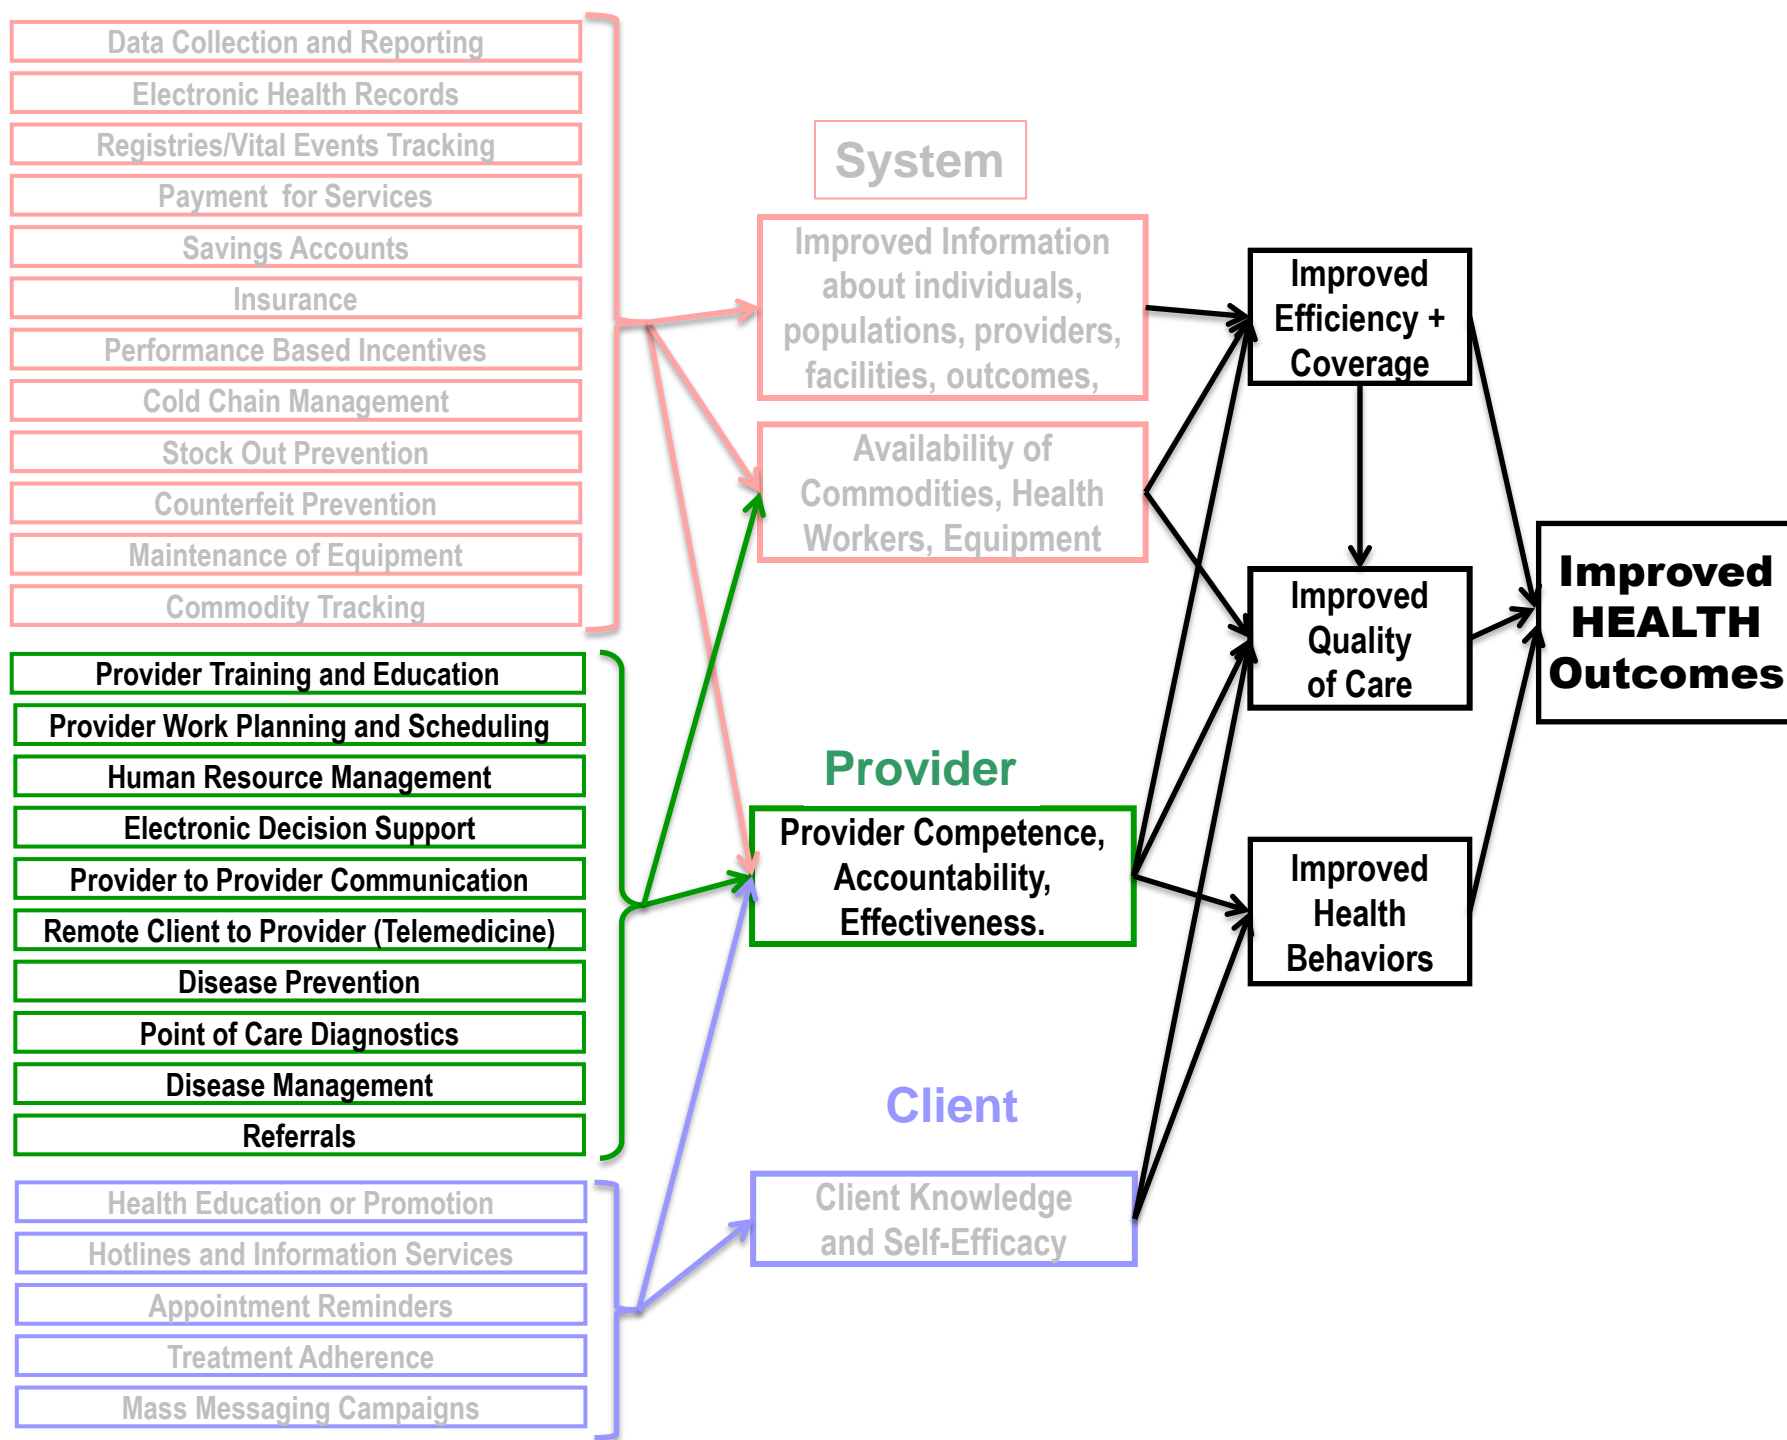 Data Collection and Reporting
Electronic Health Records
Registries/Vital Events Tracking
Payment for Services
Savings Accounts
Insurance
Performance Based Incentives
Cold Chain Management
Stock Out Prevention
Counterfeit Prevention
Maintenance of Equipment
Commodity Tracking
Provider Training and Education
Provider Work Planning and Scheduling
Human Resource Management
Electronic Decision Support
Provider to Provider Communication
Remote Client to Provider (Telemedicine)
Disease Prevention
Point of Care Diagnostics
Disease Management
Referrals
Health Education or Promotion
Hotlines and Information Services
Appointment Reminders
Treatment Adherence
Mass Messaging Campaigns
System
Improved Information
about individuals,
populations, providers,
facilities, outcomes,
Availability of
Commodities, Health
Workers, Equipment
Provider
Provider Competence,
Accountability,
Effectiveness.
Client
Client Knowledge
and Self-Efficacy
Improved
Efficiency +
Coverage
Improved
Quality
of Care
Improved
Health
Behaviors
Improved
HEALTH
Outcomes